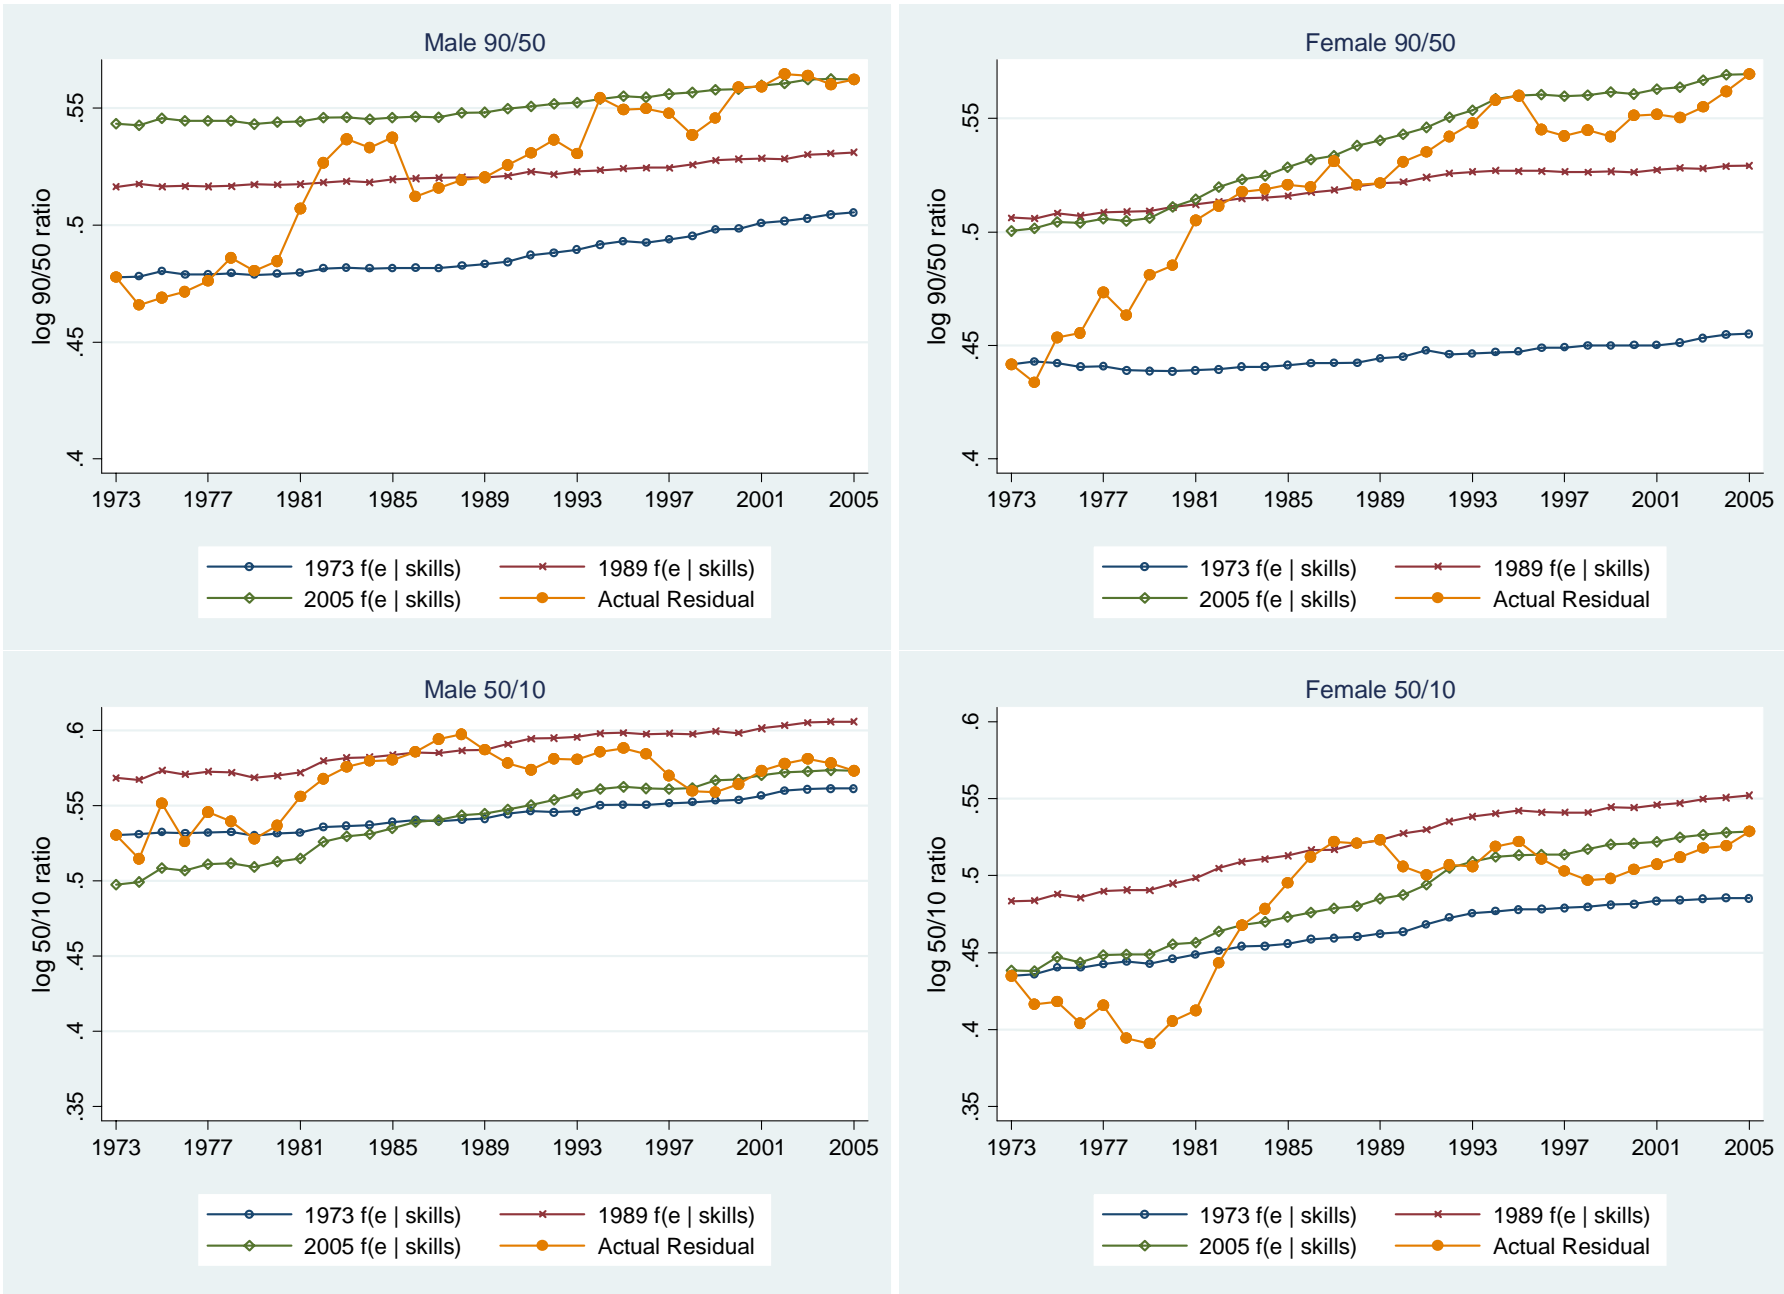 Male 90/50
log 90/50 ratio
.55
.5
.45
.4
1973 1977 1981 1985 1989 1993 1997 2001 2005
1973 f(e | skills) 1989 f(e | skills)
2005 f(e | skills) Actual Residual
Female 90/50
log 90/50 ratio
.55
.5
.45
.4
1973 1977 1981 1985 1989 1993 1997 2001 2005
1973 f(e | skills) 1989 f(e | skills)
2005 f(e | skills) Actual Residual
Male 50/10
log 50/10 ratio
.6
.55
.5
.45
.4
.35
1973 1977 1981 1985 1989 1993 1997 2001 2005
1973 f(e | skills) 1989 f(e | skills)
2005 f(e | skills) Actual Residual
Female 50/10
log 50/10 ratio
.6
.55
.5
.45
.4
.35
1973 1977 1981 1985 1989 1993 1997 2001 2005
1973 f(e | skills) 1989 f(e | skills)
2005 f(e | skills) Actual Residual